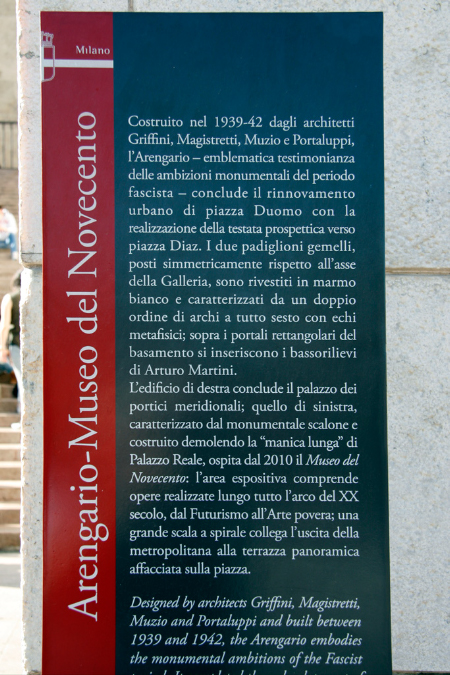 Milano
Arengario-Museo del Novecento
Costruito nel 1939-42 dagli architetti
Griffini, Magistretti, Muzio e Portaluppi,
l'Arengario – emblematica testimonianza
delle ambizioni monumentali del periodo
fascista – conclude il rinnovamento
urbano di piazza Duomo con la
realizzazione della testata prospettica verso
piazza Diaz. I due padiglioni gemelli,
posti simmetricamente rispetto all'asse
della Galleria, sono rivestiti in marmo
bianco e caratterizzati da un doppio
ordine di archi a tutto sesto con echi
metafisici; sopra i portali rettangolari del
basamento si inseriscono i bassorilievi
di Arturo Martini.
L'edificio di destra conclude il palazzo dei
portici meridionali; quello di sinistra,
caratterizzato dal monumentale scalone e
costruito demolendo la “manica lunga” di
Palazzo Reale, ospita dal 2010 il Museo del
Novecento: l'area espositiva comprende
opere realizzate lungo tutto l'arco del XX
secolo, dal Futurismo all'Arte povera; una
grande scala a spirale collega l'uscita della
metropolitana alla terrazza panoramica
affacciata sulla piazza.
Designed by architects Griffini, Magistretti,
Muzio and Portaluppi and built between
1939 and 1942, the Arengario embodies
the monumental ambitions of the Fascist